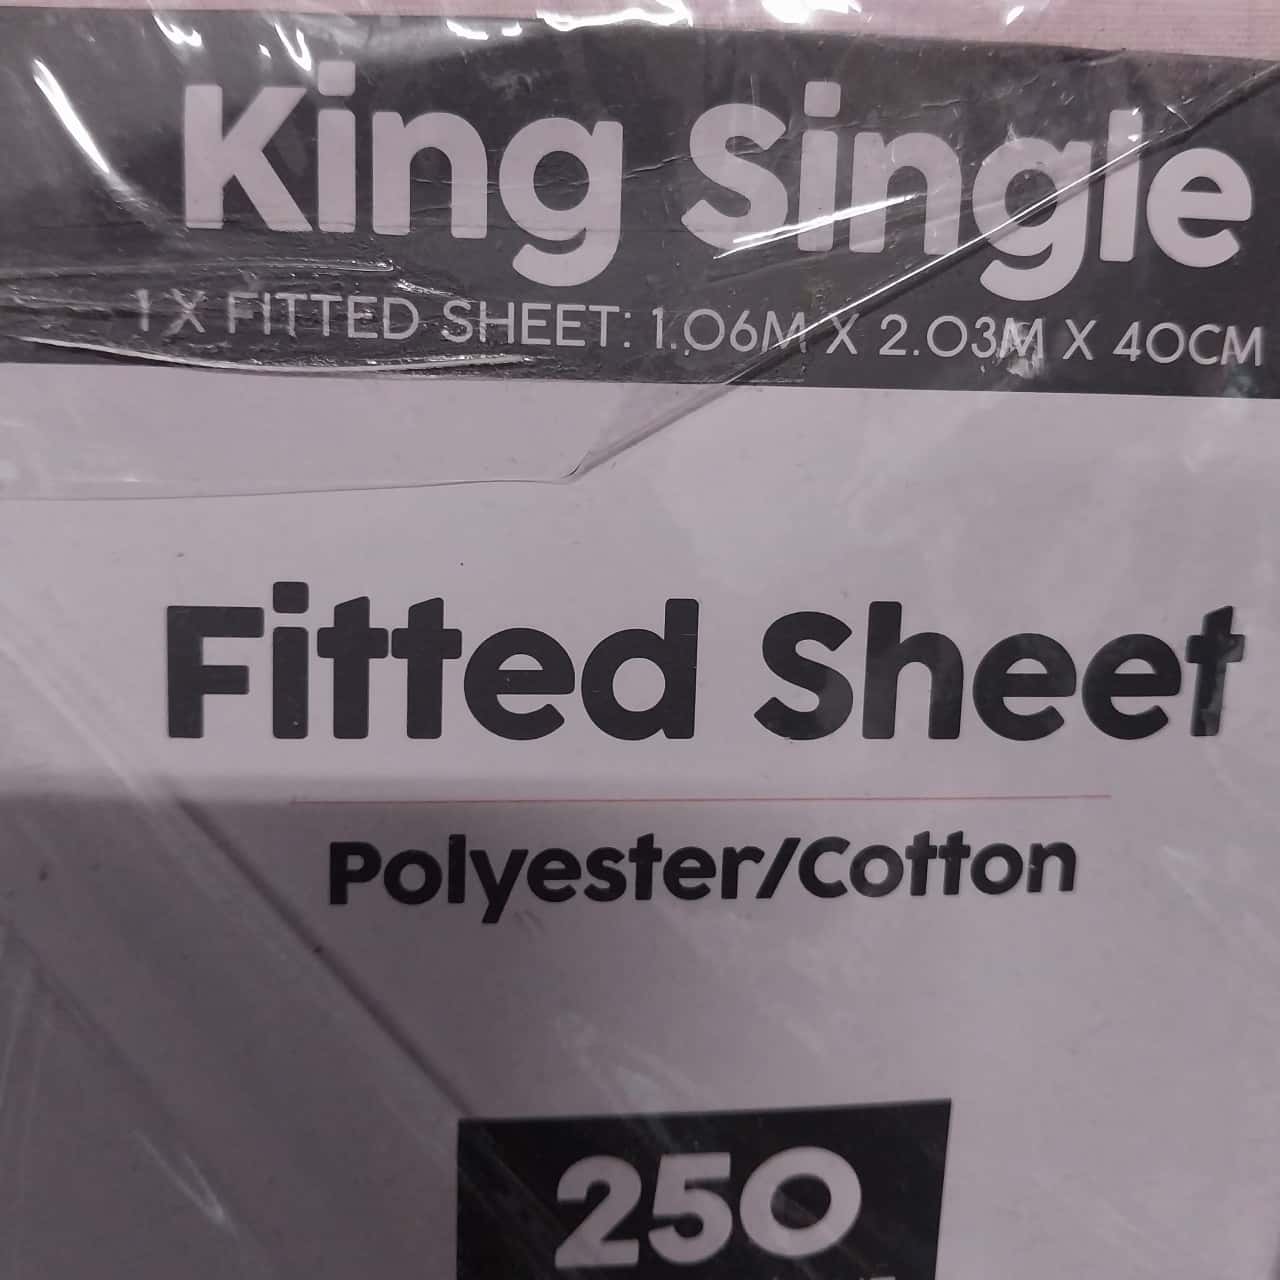 King Single
1 X FITTED SHEET: 1.06M X 2.03M X 40CM
Fitted Sheet
Polyester/Cotton
250